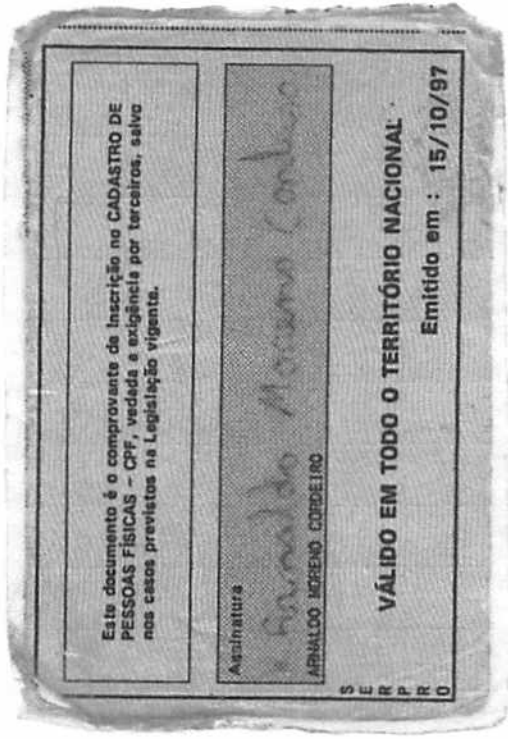 Este documento é o comprovante de Inscrição no CADASTRO DE
PESSOAS FÍSICAS - CPF, vedada a exigência por terceiros, salvo
nos casos previstos na Legislação vigente.
Assinatura
Arnaldo Moreno Cordeiro
ARNALDO MORENO CORDEIRO
VÁLIDO EM TODO O TERRITÓRIO NACIONAL
Emitido em : 15/10/97
SERPRO